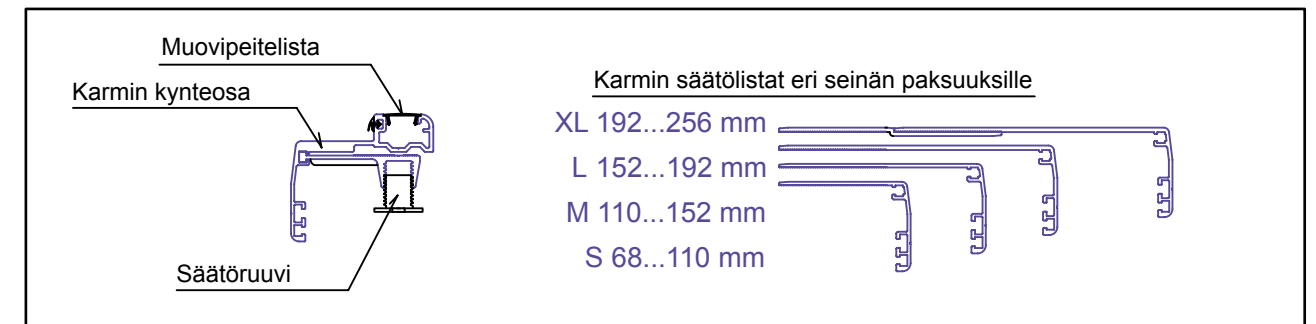 Muovipeitelista
Karmin kynteosa
Säätöruuvi
Karmin säätölistat eri seinän paksuuksille
XL 192...256 mm
L 152...192 mm
M 110...152 mm
S 68...110 mm